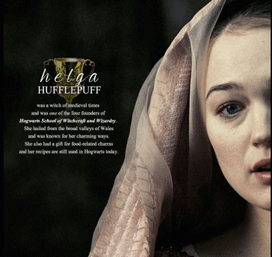 helga
HUFFLEPUFF
was a witch of medieval times
and was one of the four founders of
Hogwarts School of Witchcraft and Wizardry.
She hailed from the broad valleys of Wales
and was known for her charming ways.
She also had a gift for food-related charms
and her recipes are still used in Hogwarts today.